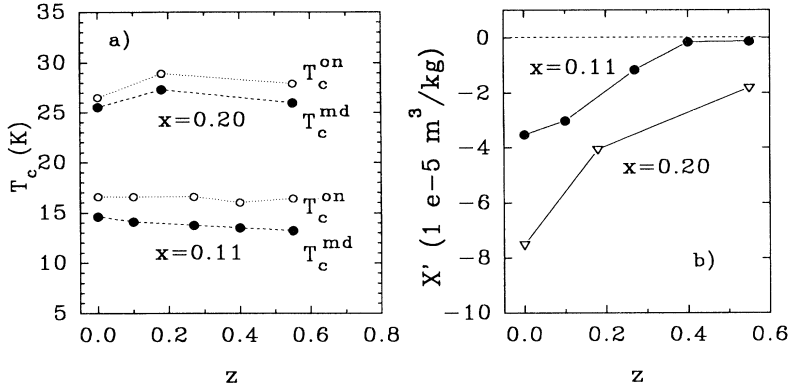 a)
T_c^on
T_c^md
x=0.20
T_c^on
T_c^md
x=0.11
T_c (K)
35
30
25
20
15
10
5
0.0 0.2 0.4 0.6 0.8
z
x=0.11
x=0.20
b)
X' (1 e−5 m^3/kg)
0
−2
−4
−6
−8
−10
0.0 0.2 0.4 0.6
z